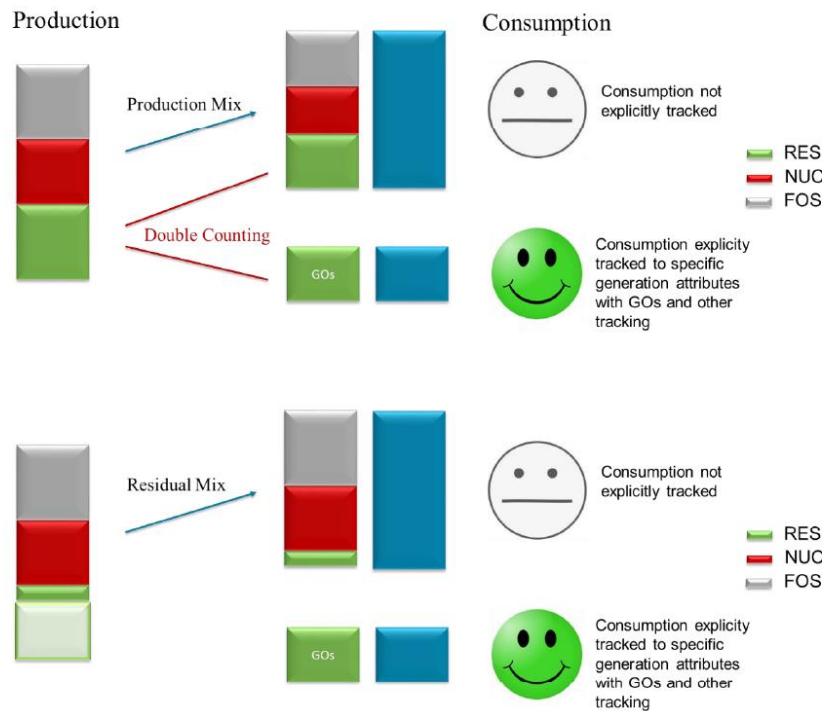 Production
Consumption
Production Mix
Consumption not
explicitly tracked
RES
NUC
FOS
Double Counting
GOs
Consumption explicity
tracked to specific
generation attributes
with GOs and other
tracking
Residual Mix
Consumption not
explicitly tracked
RES
NUC
FOS
GOs
Consumption explicity
tracked to specific
generation attributes
with GOs and other
tracking